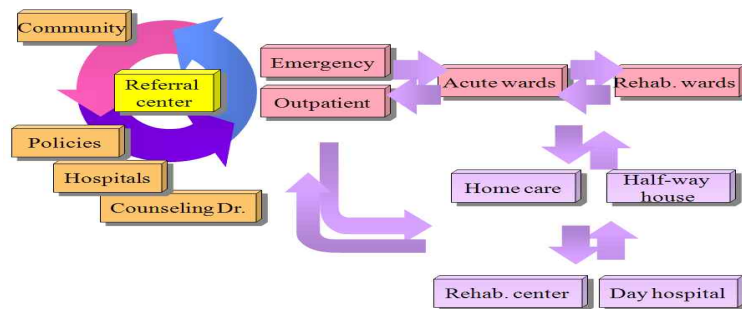 Community
Emergency
Referral
center
Acute wards
Rehab. wards
Outpatient
Policies
Hospitals
Counseling Dr.
Home care
Half-way
house
Rehab. center
Day hospital